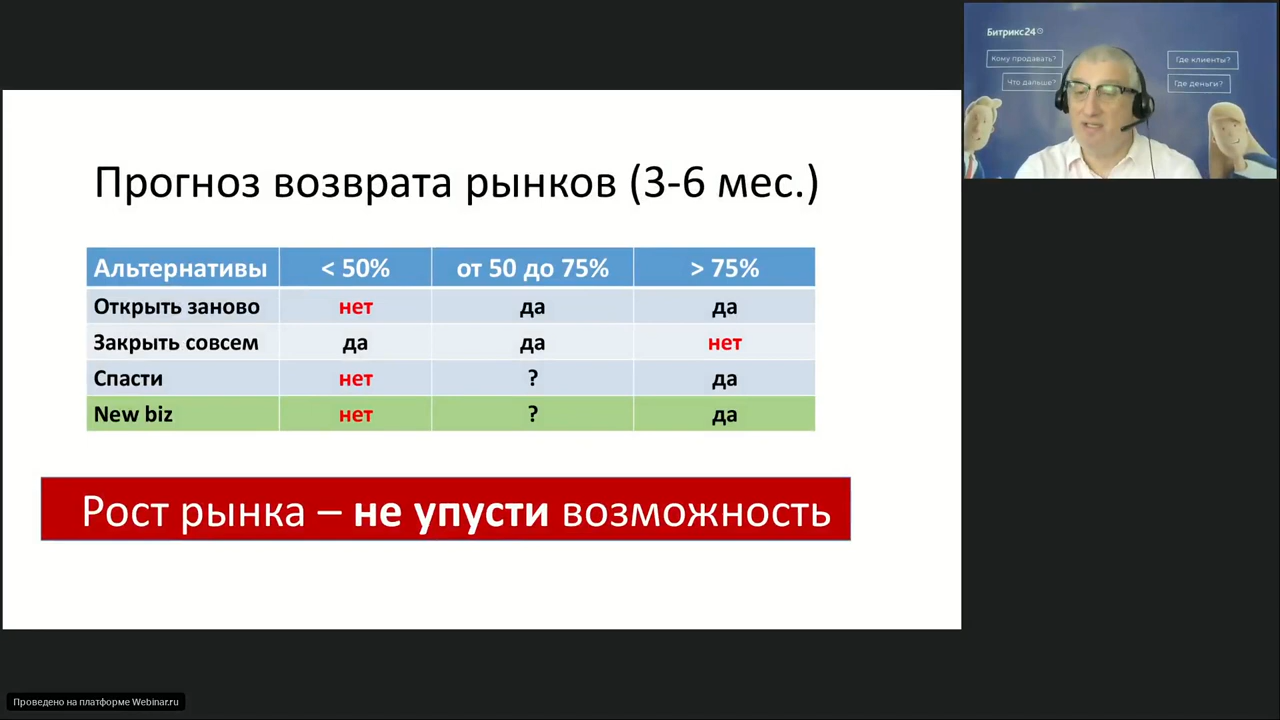 Прогноз возврата рынков (3-6 мес.)
Альтернативы < 50% от 50 до 75% > 75%
Открыть заново нет да да
Закрыть совсем да да нет
Спасти нет ? да
New biz нет ? да
Рост рынка – не упусти возможность
Битрикс24
Кому продавать?
Где клиенты?
Что дальше?
Где деньги?
Проведено на платформе Webinar.ru